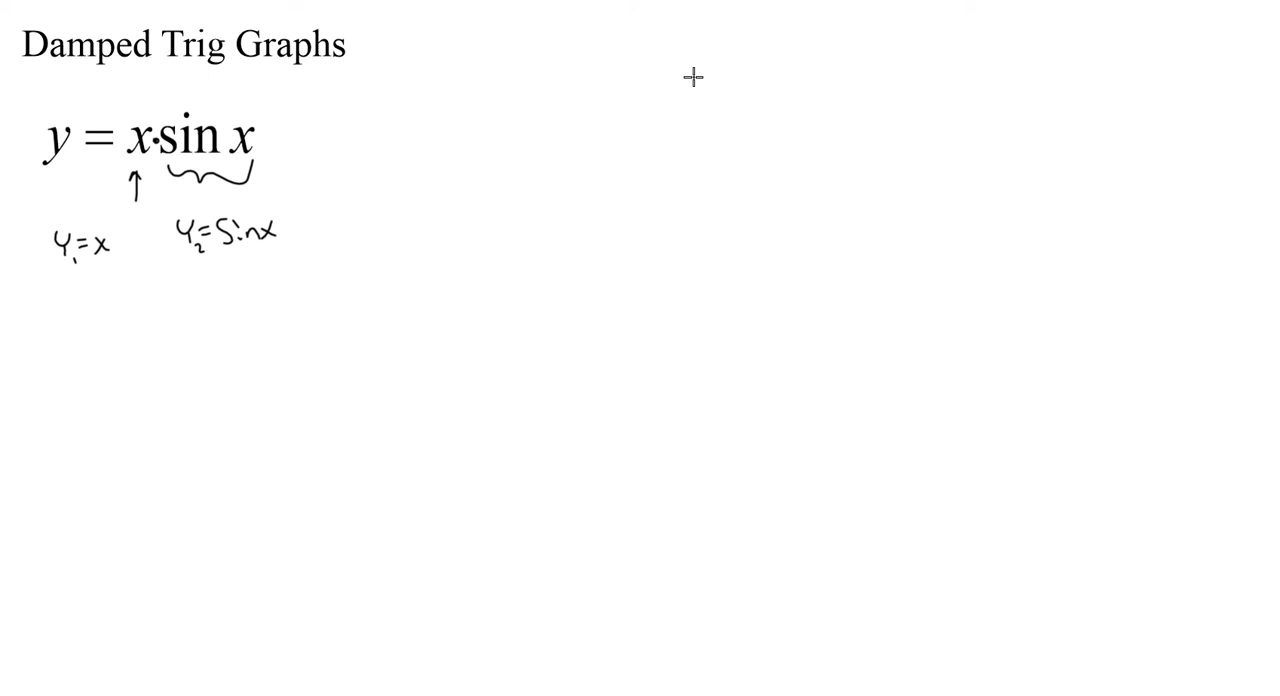 Damped Trig Graphs
y = x·sin x
y₁=x y₂=Sinx